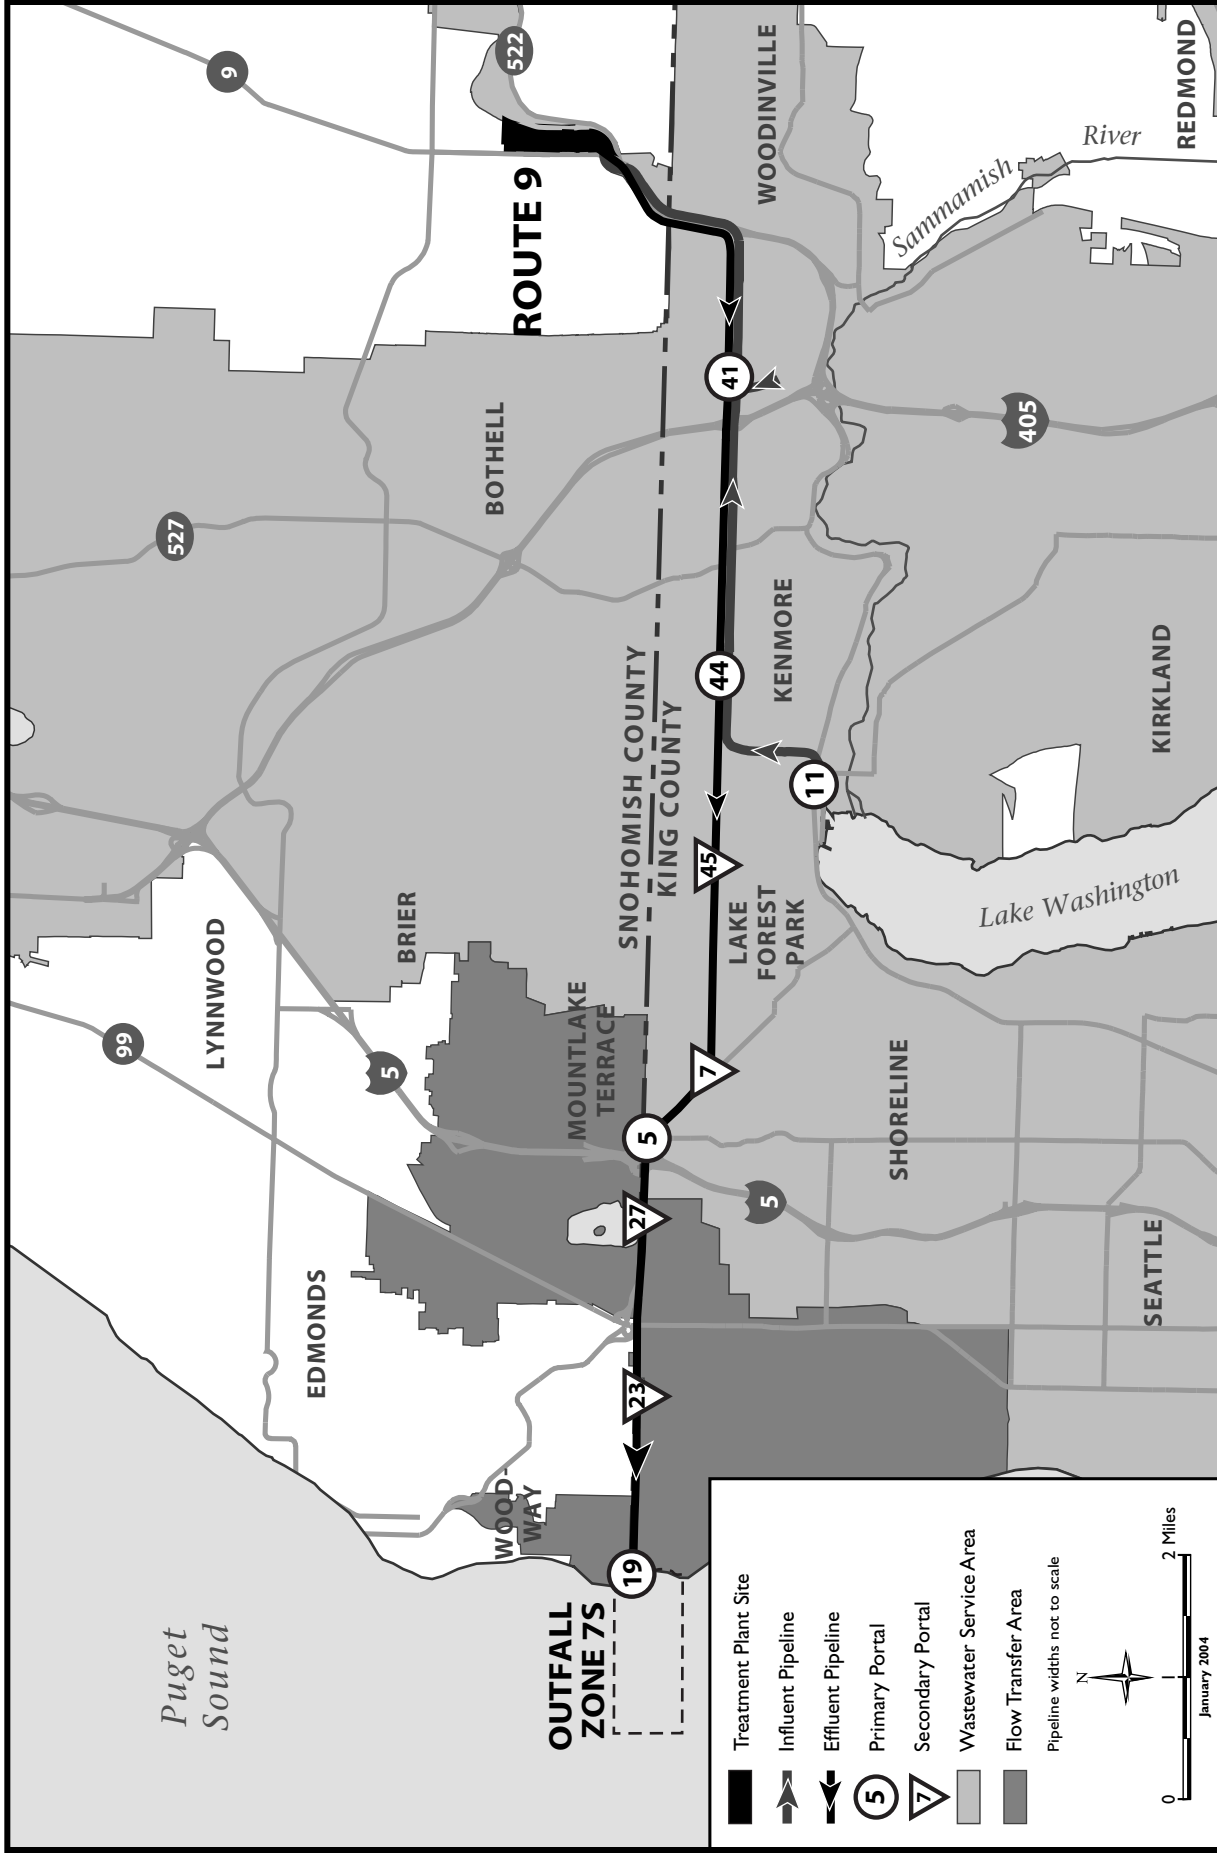 Puget
Sound
OUTFALL
ZONE 7S
19
WOOD-
WAY
23
EDMONDS
27
5
5
99
LYNNWOOD
5
MOUNTLAKE
TERRACE
BRIER
7
45
SNOHOMISH COUNTY
KING COUNTY
LAKE
FOREST
PARK
SHORELINE
SEATTLE
Lake Washington
11
44
KENMORE
KIRKLAND
527
BOTHELL
41
405
9
522
ROUTE 9
WOODINVILLE
Sammamish
River
REDMOND
Treatment Plant Site
Influent Pipeline
Effluent Pipeline
5
Primary Portal
7
Secondary Portal
Wastewater Service Area
Flow Transfer Area
Pipeline widths not to scale
N
0
2 Miles
January 2004